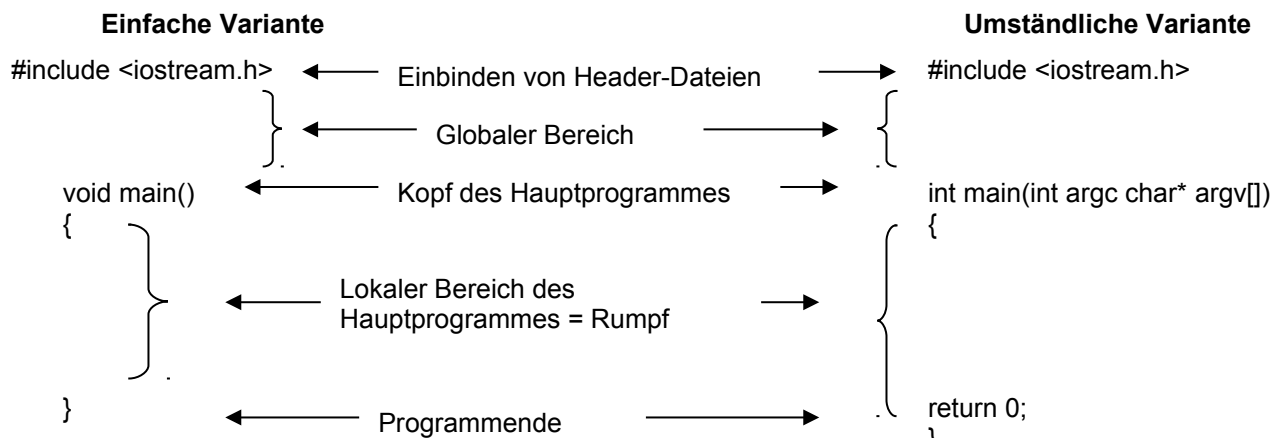 Einfache Variante Umständliche Variante
#include <iostream.h> Einbinden von Header-Dateien #include <iostream.h>
Globaler Bereich
void main() Kopf des Hauptprogrammes int main(int argc char* argv[])
{ {
Lokaler Bereich des
Hauptprogrammes = Rumpf
} Programmende return 0;
}